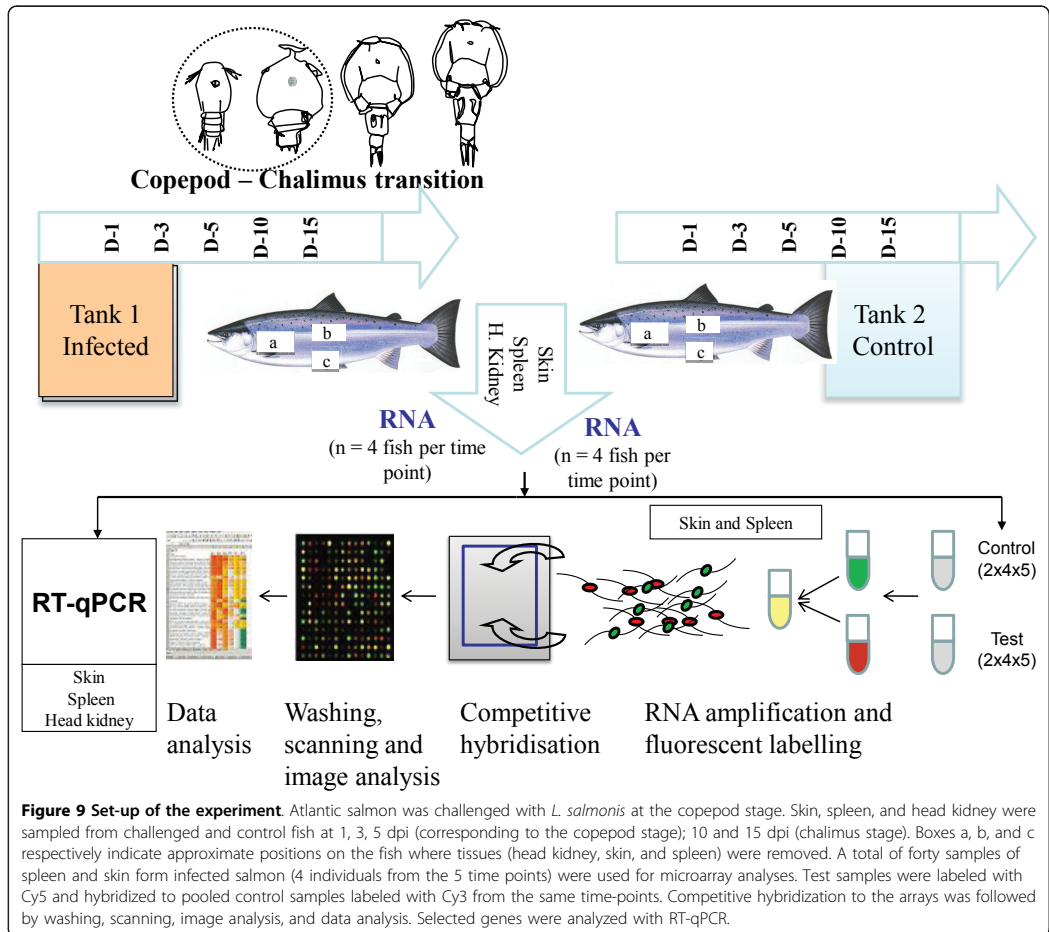 Copepod – Chalimus transition
D-1
D-3
D-5
D-10
D-15
D-1
D-3
D-5
D-10
D-15
Tank 1
Infected
a
b
c
Skin
Spleen
H. Kidney
a
b
c
Tank 2
Control
RNA
(n = 4 fish per time
point)
RNA
(n = 4 fish per
time point)
RT-qPCR
Skin
Spleen
Head kidney
Skin and Spleen
Control
(2x4x5)
Test
(2x4x5)
Data
analysis
Washing,
scanning and
image analysis
Competitive
hybridisation
RNA amplification and
fluorescent labelling
Figure 9 Set-up of the experiment. Atlantic salmon was challenged with L. salmonis at the copepod stage. Skin, spleen, and head kidney were
sampled from challenged and control fish at 1, 3, 5 dpi (corresponding to the copepod stage); 10 and 15 dpi (chalimus stage). Boxes a, b, and c
respectively indicate approximate positions on the fish where tissues (head kidney, skin, and spleen) were removed. A total of forty samples of
spleen and skin form infected salmon (4 individuals from the 5 time points) were used for microarray analyses. Test samples were labeled with
Cy5 and hybridized to pooled control samples labeled with Cy3 from the same time-points. Competitive hybridization to the arrays was followed
by washing, scanning, image analysis, and data analysis. Selected genes were analyzed with RT-qPCR.